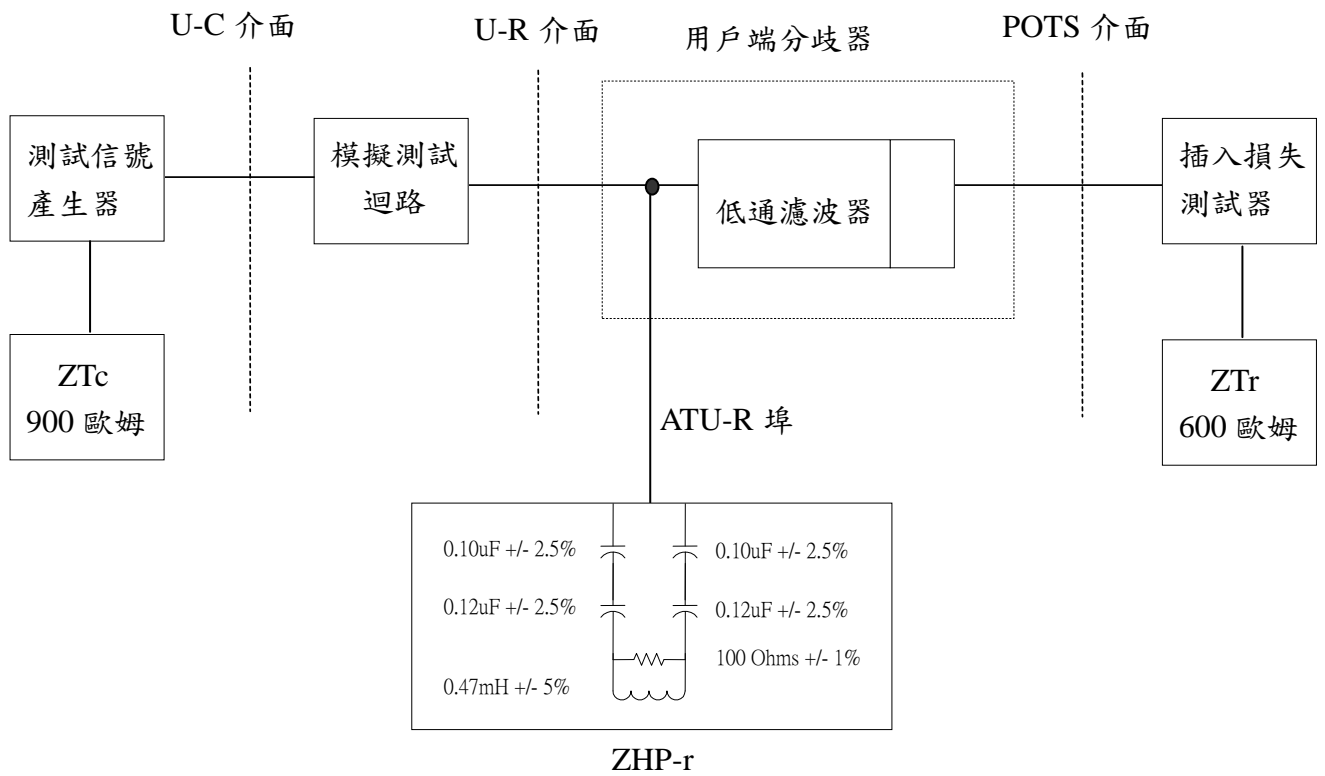 U-C 介面
U-R 介面
用戶端分歧器
POTS 介面
測試信號
產生器
模擬測試
迴路
低通濾波器
插入損失
測試器
ZTc
900 歐姆
ZTr
600 歐姆
ATU-R 埠
0.10uF +/- 2.5%
0.10uF +/- 2.5%
0.12uF +/- 2.5%
0.12uF +/- 2.5%
100 Ohms +/- 1%
0.47mH +/- 5%
ZHP-r